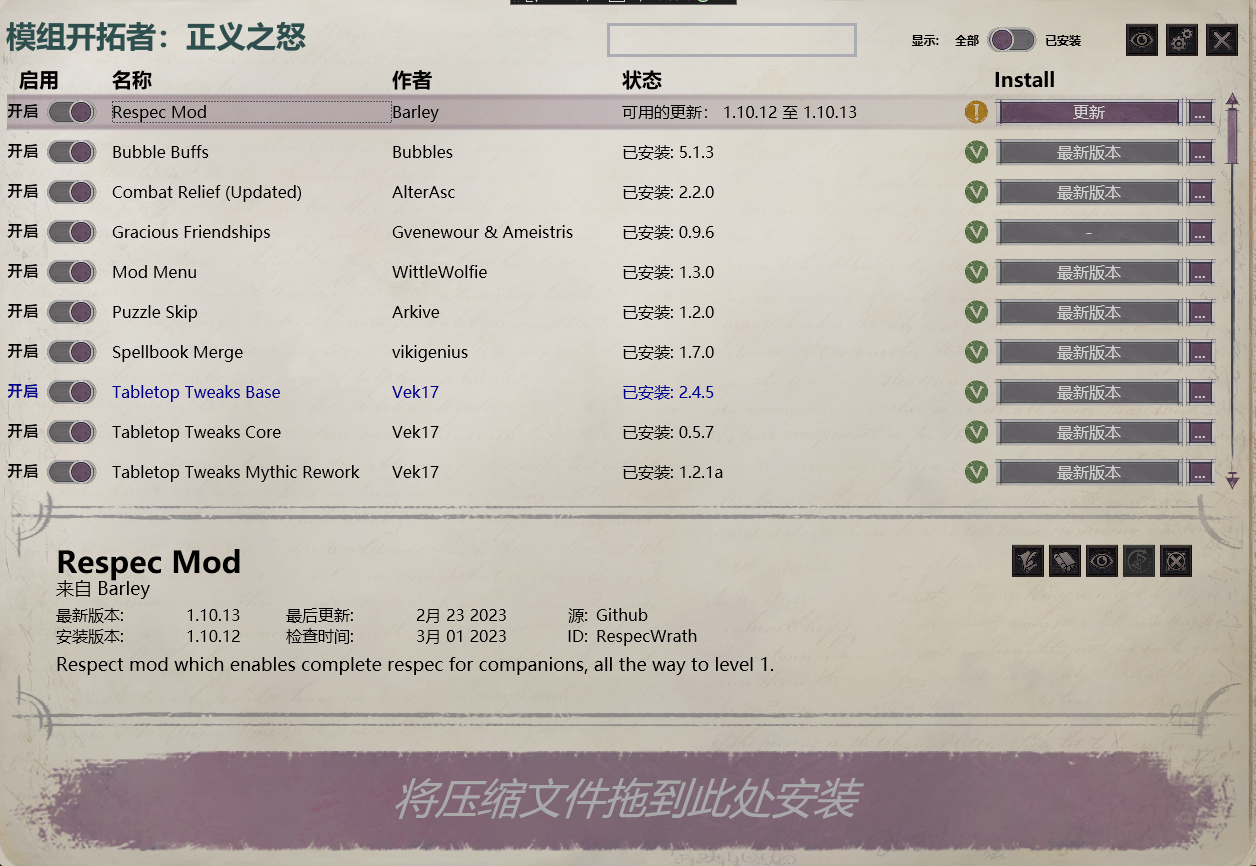 模组开拓者：正义之怒
显示: 全部 已安装
启用 名称 作者 状态 Install
开启 Respec Mod Barley 可用的更新： 1.10.12 至 1.10.13 更新 ...
开启 Bubble Buffs Bubbles 已安装: 5.1.3 最新版本 ...
开启 Combat Relief (Updated) AlterAsc 已安装: 2.2.0 最新版本 ...
开启 Gracious Friendships Gvenewour & Ameistris 已安装: 0.9.6 - ...
开启 Mod Menu WittleWolfie 已安装: 1.3.0 最新版本 ...
开启 Puzzle Skip Arkive 已安装: 1.2.0 最新版本 ...
开启 Spellbook Merge vikigenius 已安装: 1.7.0 最新版本 ...
开启 Tabletop Tweaks Base Vek17 已安装: 2.4.5 最新版本 ...
开启 Tabletop Tweaks Core Vek17 已安装: 0.5.7 最新版本 ...
开启 Tabletop Tweaks Mythic Rework Vek17 已安装: 1.2.1a 最新版本 ...
Respec Mod
来自 Barley
最新版本: 1.10.13 最后更新: 2月 23 2023 源: Github
安装版本: 1.10.12 检查时间: 3月 01 2023 ID: RespecWrath
Respect mod which enables complete respec for companions, all the way to level 1.
将压缩文件拖到此处安装